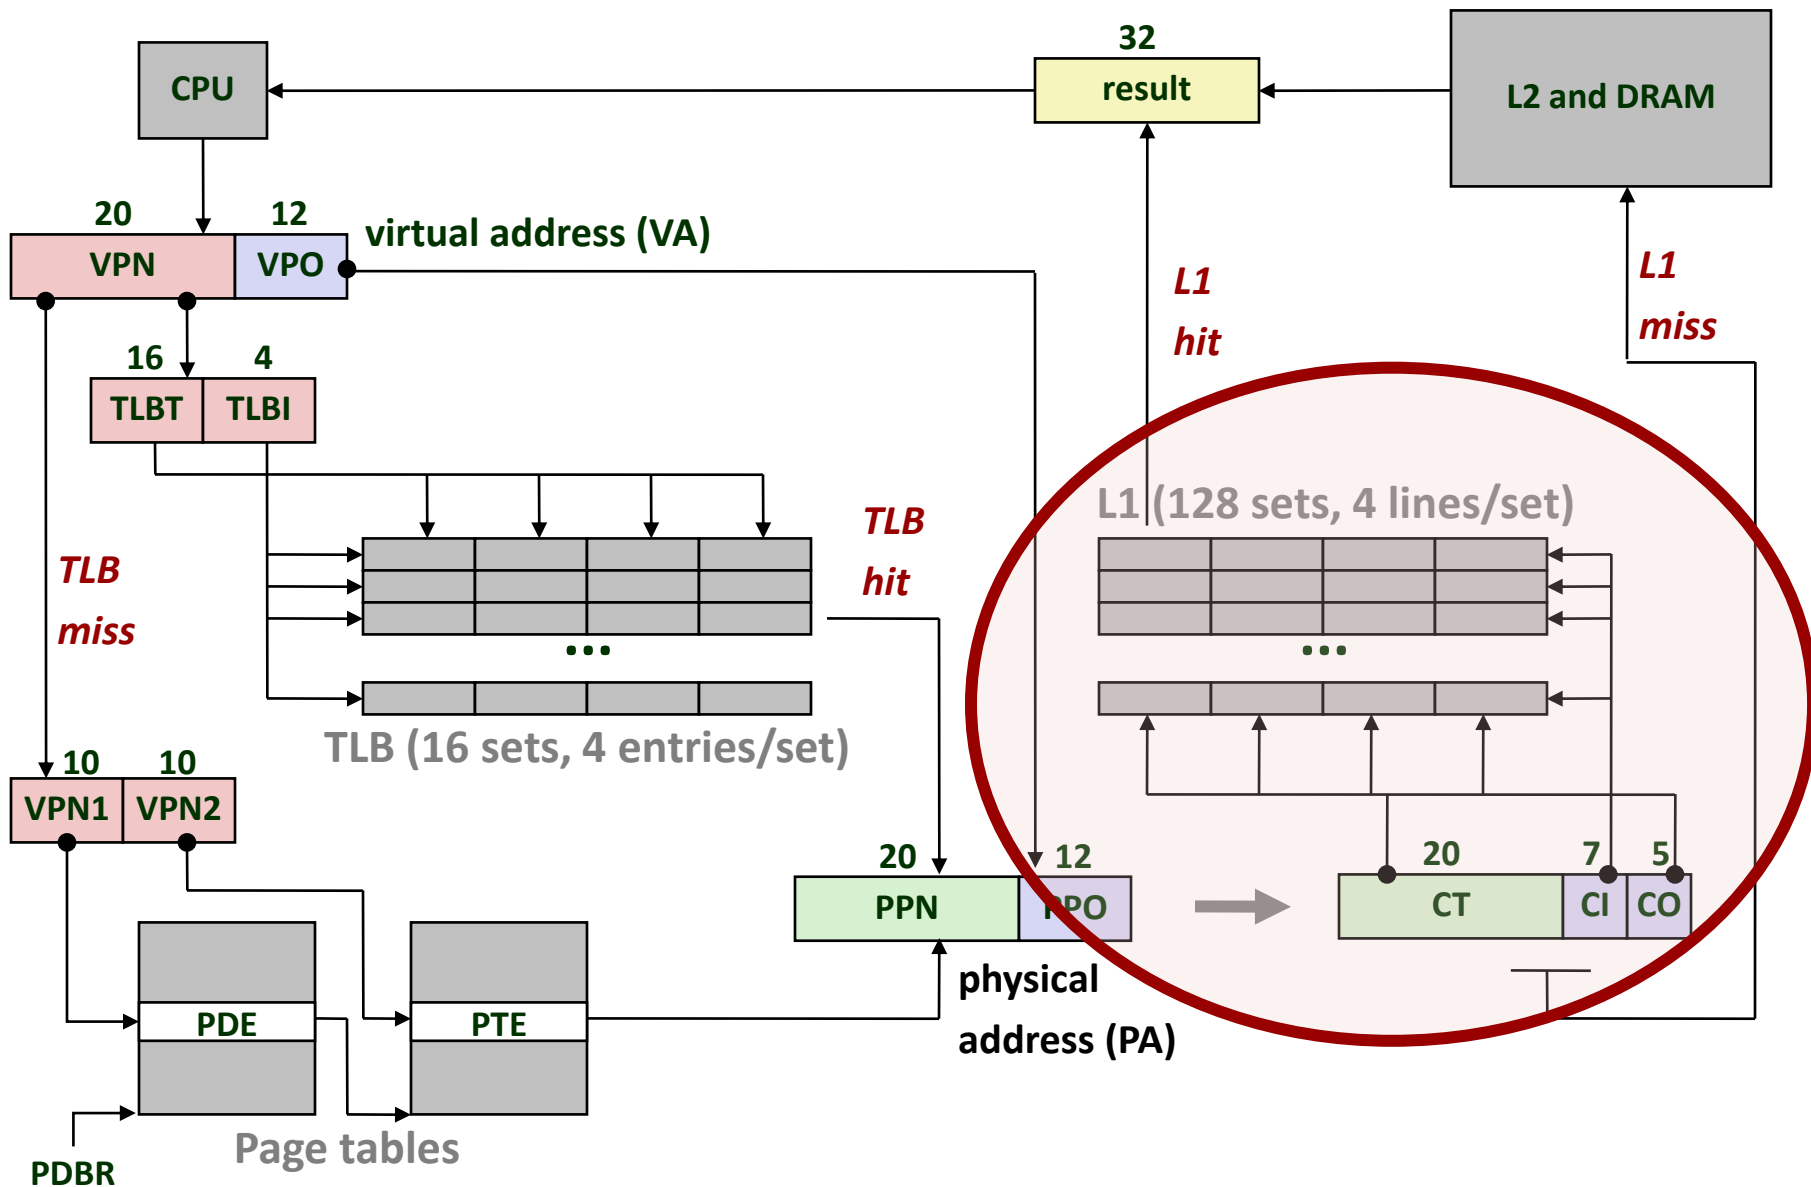 32
CPU
result
L2 and DRAM
20 12
VPN VPO
virtual address (VA)
L1
hit
L1
miss
16 4
TLBT TLBI
L1 (128 sets, 4 lines/set)
TLB
hit
TLB
miss
...
...
TLB (16 sets, 4 entries/set)
10 10
VPN1 VPN2
20 12
PPN PPO
20 7 5
CT CI CO
physical
address (PA)
PDE
PTE
Page tables
PDBR